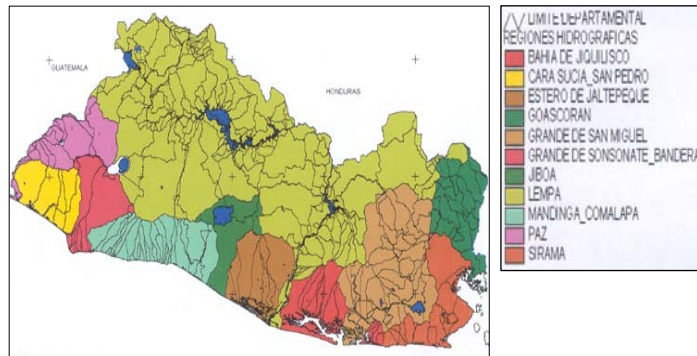 GUATEMALA
HONDURAS
LIMITE DEPARTAMENTAL
REGIONES HIDROGRAFICAS
BAHIA DE JIQUILISCO
CARA SUCIA_SAN PEDRO
ESTERO DE JALTEPEQUE
GOASCORAN
GRANDE DE SAN MIGUEL
GRANDE DE SONSONATE_BANDERA
JIBOA
LEMPA
MANDINGA_COMALAPA
PAZ
SIRAMA